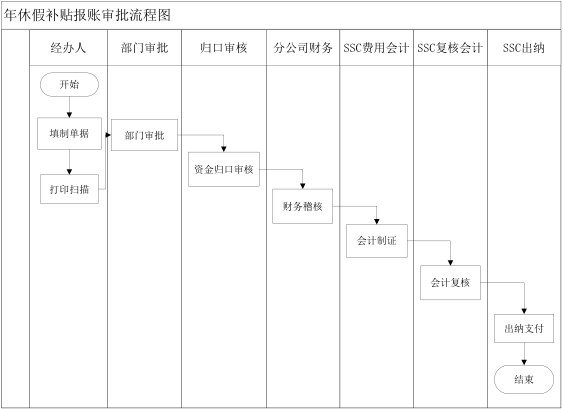 年休假补贴报账审批流程图
经办人 部门审批 归口审核 分公司财务 SSC费用会计 SSC复核会计 SSC出纳
开始
填制单据
部门审批
资金归口审核
打印扫描
财务稽核
会计制证
会计复核
出纳支付
结束